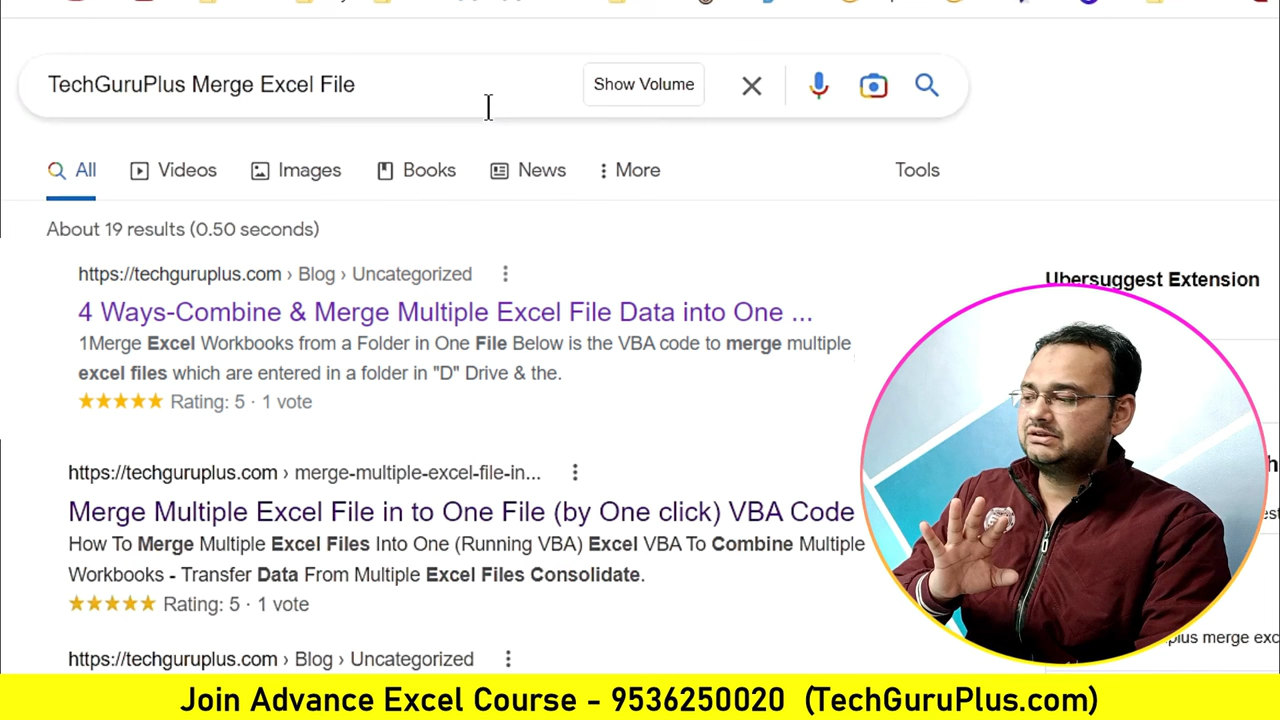 TechGuruPlus Merge Excel File
Show Volume
All
Videos
Images
Books
News
More
Tools
About 19 results (0.50 seconds)
https://techguruplus.com › Blog › Uncategorized
4 Ways-Combine & Merge Multiple Excel File Data into One ...
1Merge Excel Workbooks from a Folder in One File Below is the VBA code to merge multiple
excel files which are entered in a folder in "D" Drive & the.
Rating: 5 · 1 vote
Ubersuggest Extension
https://techguruplus.com › merge-multiple-excel-file-in...
Merge Multiple Excel File in to One File (by One click) VBA Code
How To Merge Multiple Excel Files Into One (Running VBA) Excel VBA To Combine Multiple
Workbooks - Transfer Data From Multiple Excel Files Consolidate.
Rating: 5 · 1 vote
https://techguruplus.com › Blog › Uncategorized
plus merge exc
Join Advance Excel Course - 9536250020 (TechGuruPlus.com)